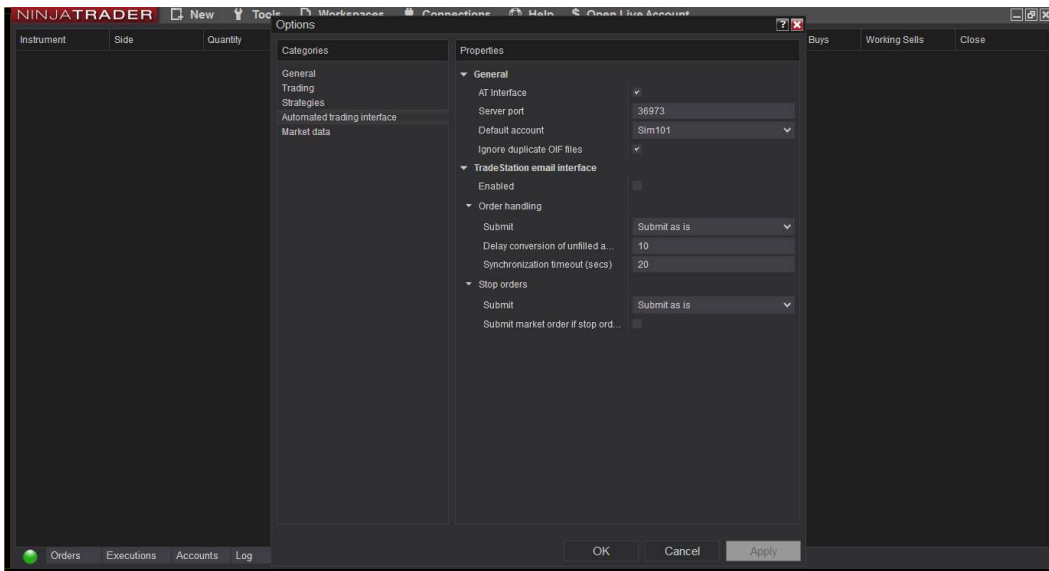 NINJATRADER New Tools Workspaces Connections Help $ Open Live Account
Options ?
Instrument Side Quantity Buys Working Sells Close
Categories Properties
General
Trading
Strategies
Automated trading interface
Market data
General
AT Interface
Server port 36973
Default account Sim101
Ignore duplicate OIF files
TradeStation email interface
Enabled
Order handling
Submit Submit as is
Delay conversion of unfilled a... 10
Synchronization timeout (secs) 20
Stop orders
Submit Submit as is
Submit market order if stop ord...
OK Cancel Apply
Orders Executions Accounts Log